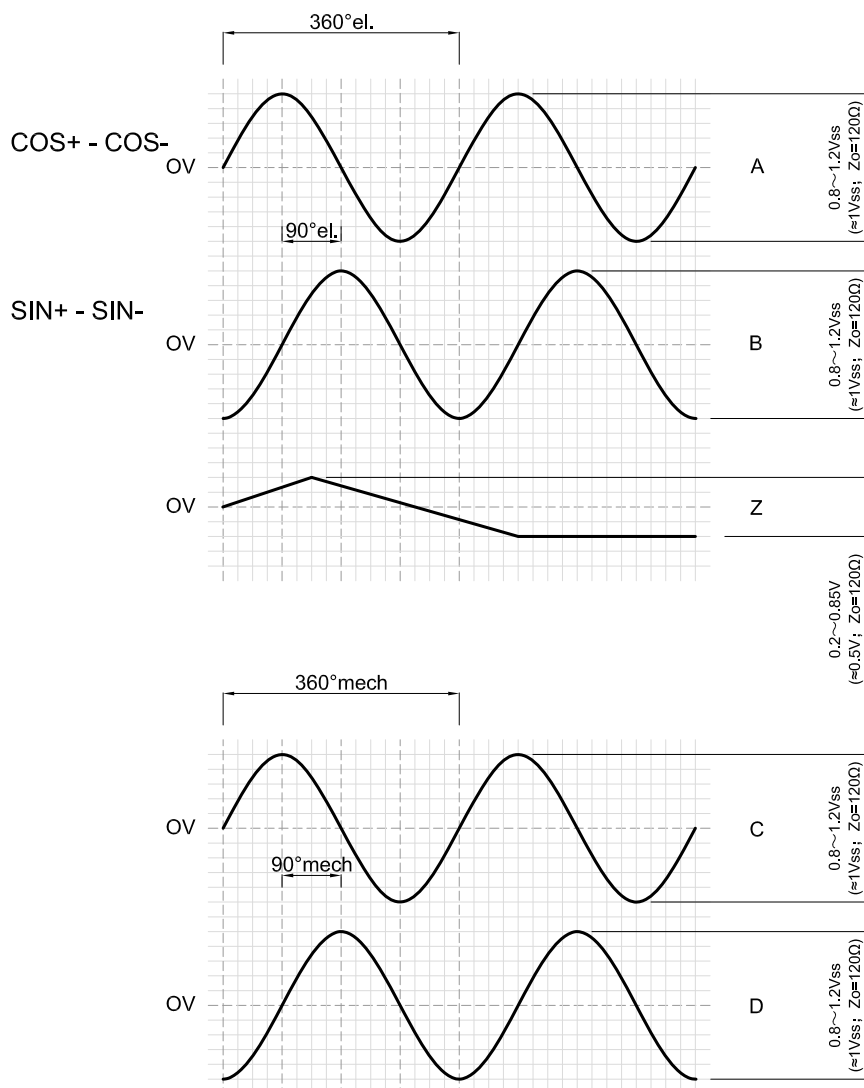 360°el.
COS+ - COS-
OV
A
0.8～1.2Vss
(≈1Vss; Zo=120Ω)
90°el.
SIN+ - SIN-
OV
B
0.8～1.2Vss
(≈1Vss; Zo=120Ω)
OV
Z
0.2～0.85V
(≈0.5V; Zo=120Ω)
360°mech
OV
C
0.8～1.2Vss
(≈1Vss; Zo=120Ω)
90°mech
OV
D
0.8～1.2Vss
(≈1Vss; Zo=120Ω)